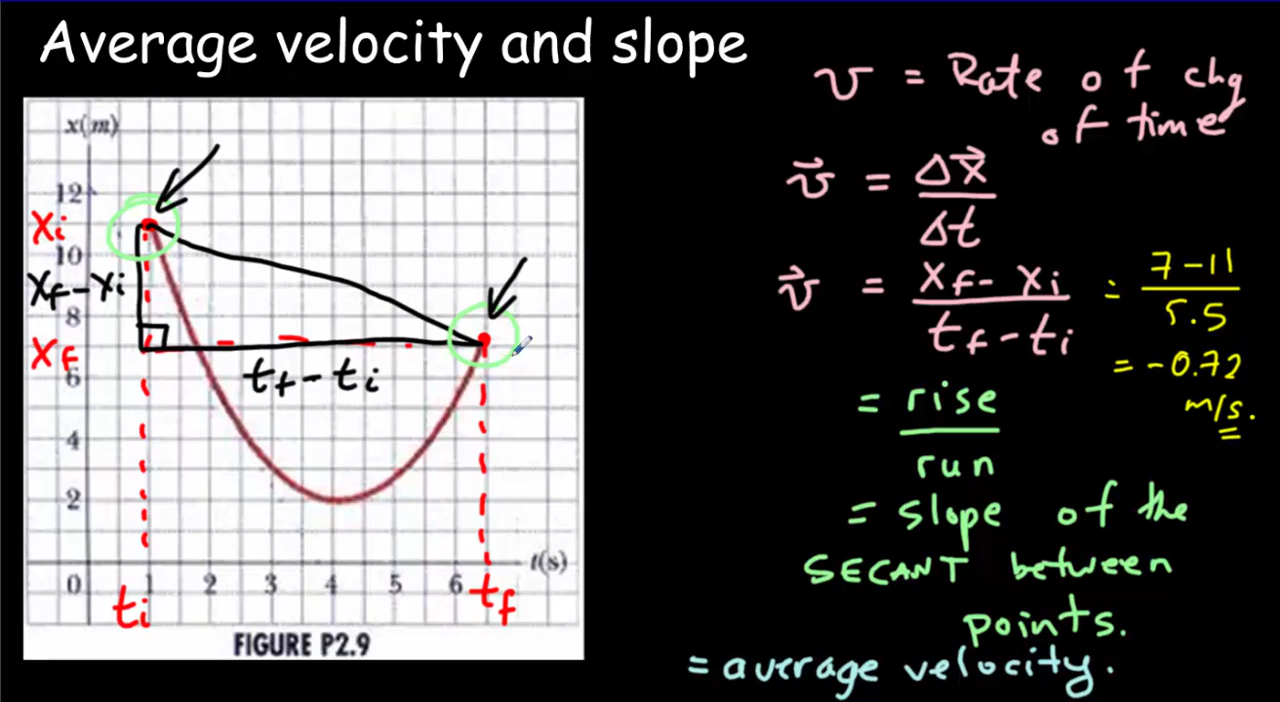 Average velocity and slope
x(m)
12
10
8
6
4
2
0
1
2
3
4
5
6
t(s)
xi
xf - xi
xf
tf - ti
ti
tf
FIGURE P2.9
v = Rate of chg
of time
v⃗ = Δx⃗ / Δt
v⃗ = xf - xi / tf - ti = 7 - 11 / 5.5
= -0.72
m/s.
= rise / run
= slope of the
SECANT between
points.
= average velocity.